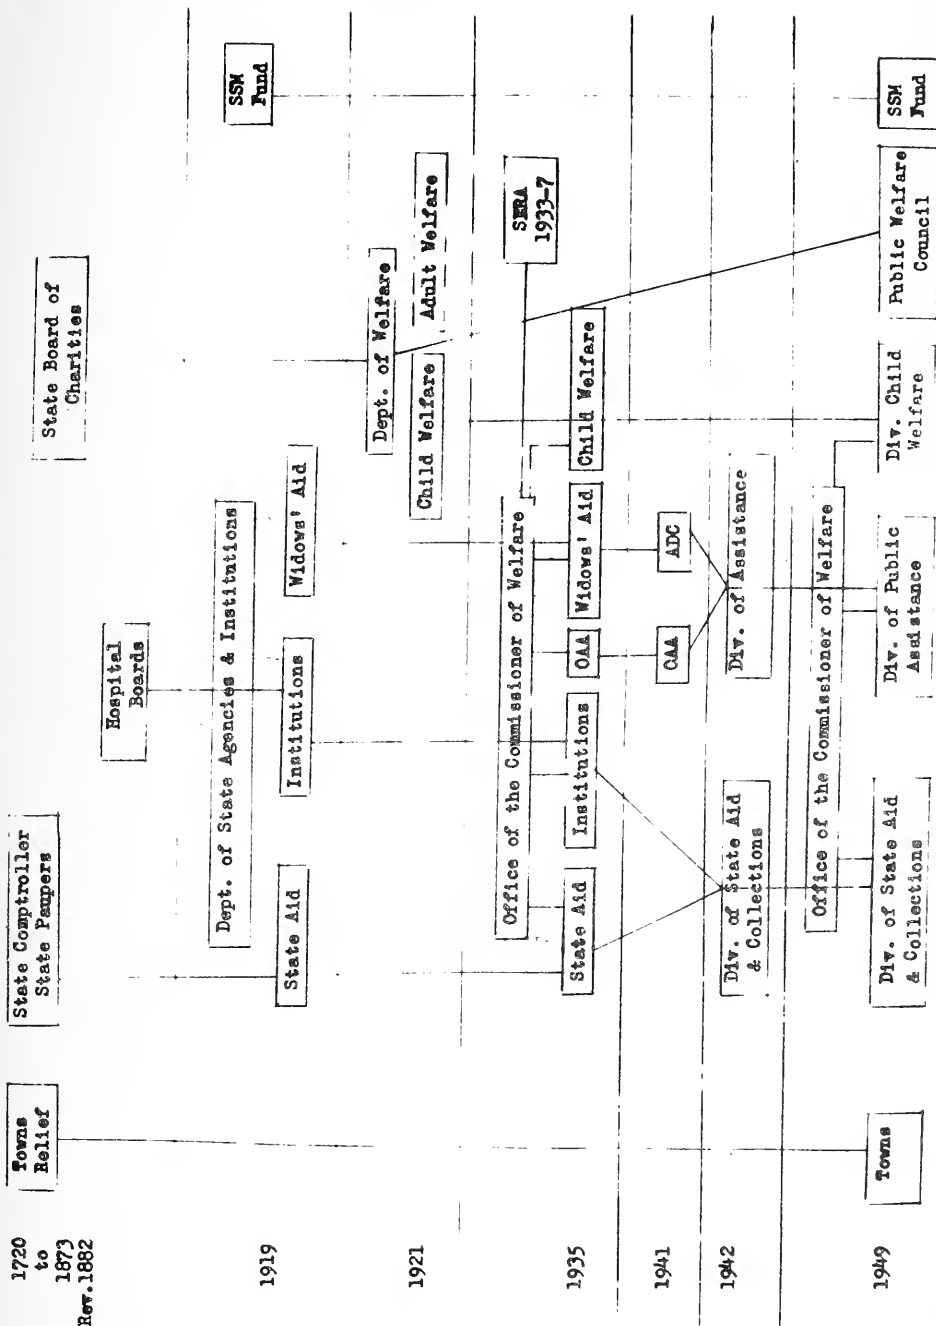 1720
to
1873
Rev.1882
Towns
Relief
State Comptroller
State Paupers
Hospital
Boards
State Board of
Charities
1919
Dept. of State Agencies & Institutions
State Aid
Institutions
Widows' Aid
SSM
Fund
1921
Dept. of Welfare
Child Welfare
Adult Welfare
SERA
1933-7
1935
Office of the Commissioner of Welfare
State Aid
Institutions
OAA
Widows' Aid
Child Welfare
1941
OAA
ADC
1942
Div. of State Aid
& Collections
Div. of Assistance
1949
Office of the Commissioner of Welfare
Towns
Div. of State Aid
& Collections
Div. of Public
Assistance
Div. Child
Welfare
Public Welfare
Council
SSM
Fund